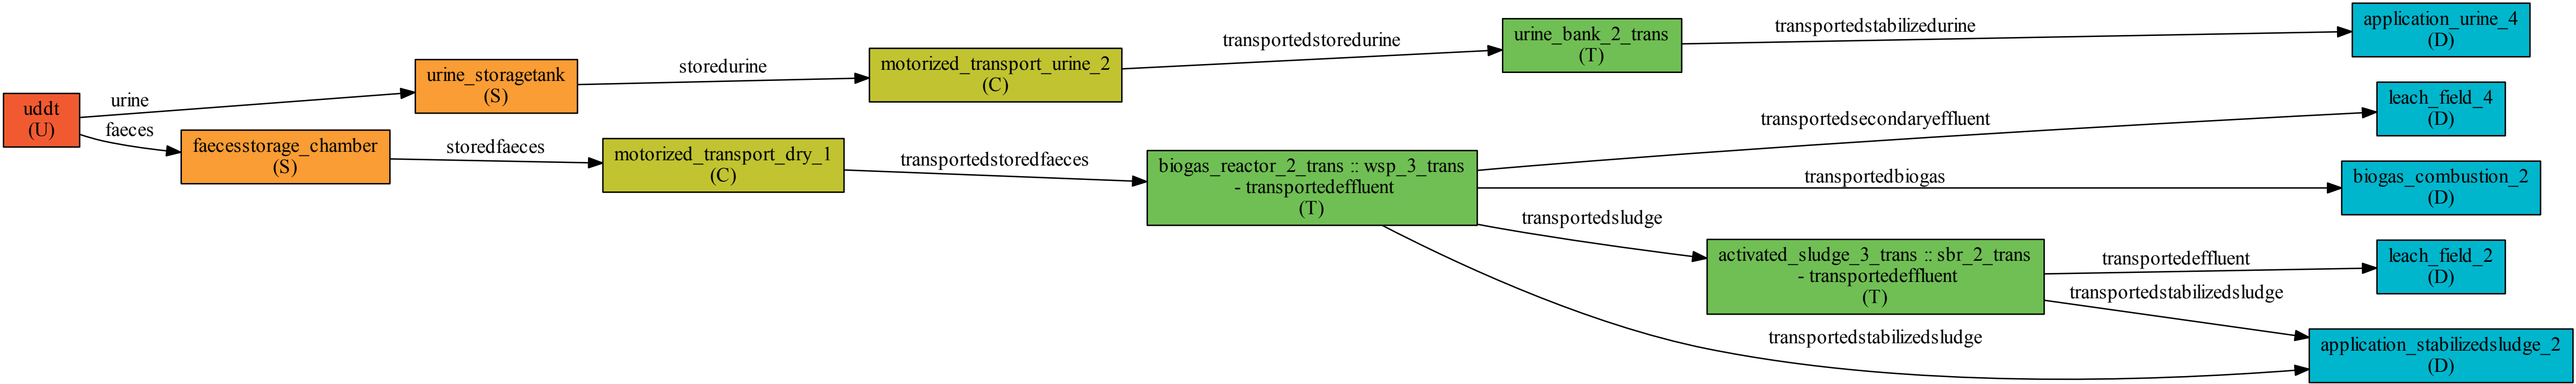 uddt
(U)
urine
faeces
urine_storagetank
(S)
faecesstorage_chamber
(S)
storedurine
storedfaeces
motorized_transport_urine_2
(C)
motorized_transport_dry_1
(C)
transportedstoredurine
transportedstoredfaeces
urine_bank_2_trans
(T)
biogas_reactor_2_trans :: wsp_3_trans
- transportedeffluent
(T)
transportedstabilizedurine
transportedsecondaryeffluent
transportedbiogas
transportedsludge
activated_sludge_3_trans :: sbr_2_trans
- transportedeffluent
(T)
transportedeffluent
transportedstabilizedsludge
transportedstabilizedsludge
application_urine_4
(D)
leach_field_4
(D)
biogas_combustion_2
(D)
leach_field_2
(D)
application_stabilizedsludge_2
(D)